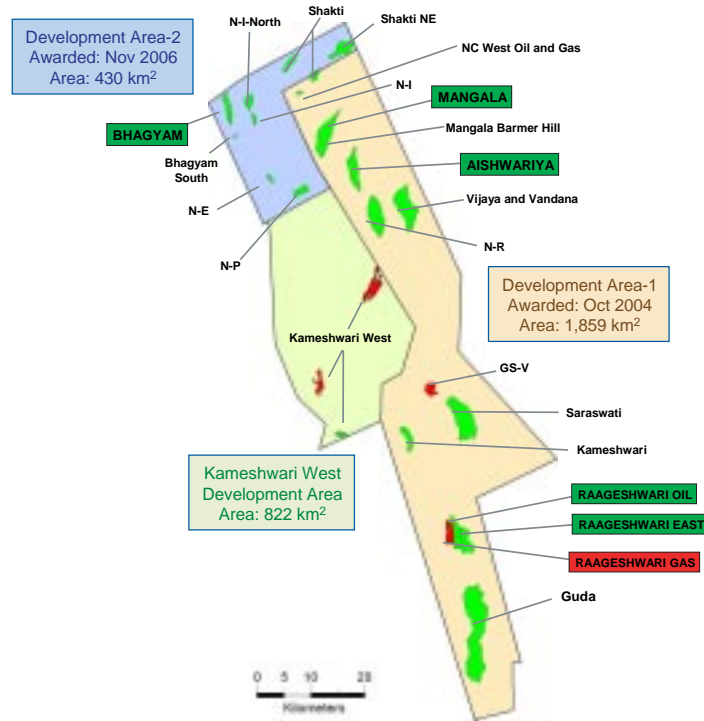 Shakti
N-I-North
Shakti NE
Development Area-2
Awarded: Nov 2006
Area: 430 km²
NC West Oil and Gas
N-I
MANGALA
BHAGYAM
Mangala Barmer Hill
Bhagyam
South
AISHWARIYA
Vijaya and Vandana
N-E
N-R
N-P
Development Area-1
Awarded: Oct 2004
Area: 1,859 km²
Kameshwari West
GS-V
Saraswati
Kameshwari
Kameshwari West
Development Area
Area: 822 km²
RAAGESHWARI OIL
RAAGESHWARI EAST
RAAGESHWARI GAS
Guda
0 5 10 20
Kilometers